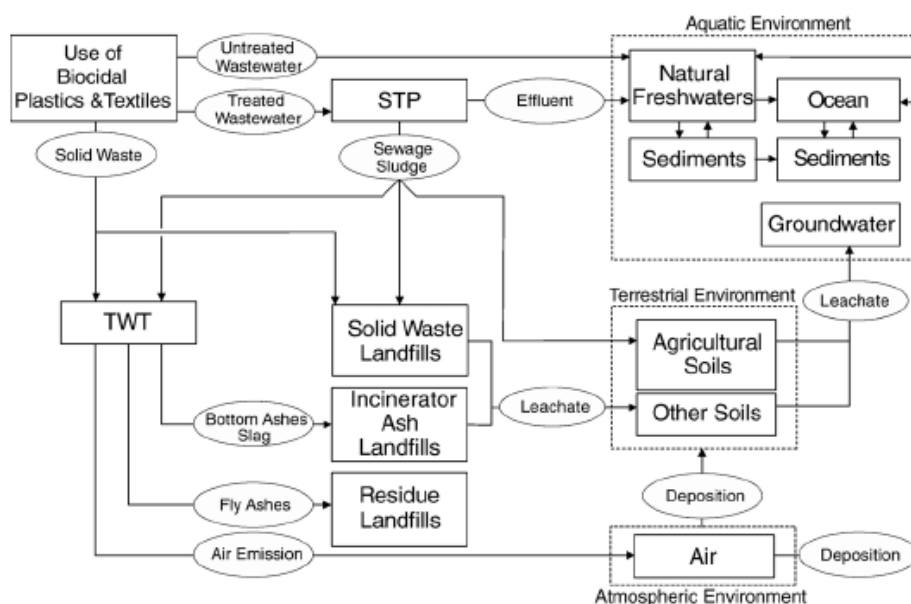 Aquatic Environment
Use of
Biocidal
Plastics & Textiles
Untreated
Wastewater
Treated
Wastewater
STP
Effluent
Natural
Freshwaters
Ocean
Solid Waste
Sewage
Sludge
Sediments
Sediments
Groundwater
Terrestrial Environment
Leachate
TWT
Solid Waste
Landfills
Agricultural
Soils
Bottom Ashes
Slag
Incinerator
Ash
Landfills
Leachate
Other Soils
Fly Ashes
Residue
Landfills
Deposition
Air Emission
Air
Deposition
Atmospheric Environment